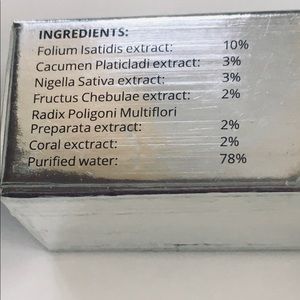 INGREDIENTS:
Folium Isatidis extract: 10%
Cacumen Platicladi extract: 3%
Nigella Sativa extract: 3%
Fructus Chebulae extract: 2%
Radix Poligoni Multiflori
Preparata extract: 2%
Coral exctract: 2%
Purified water: 78%